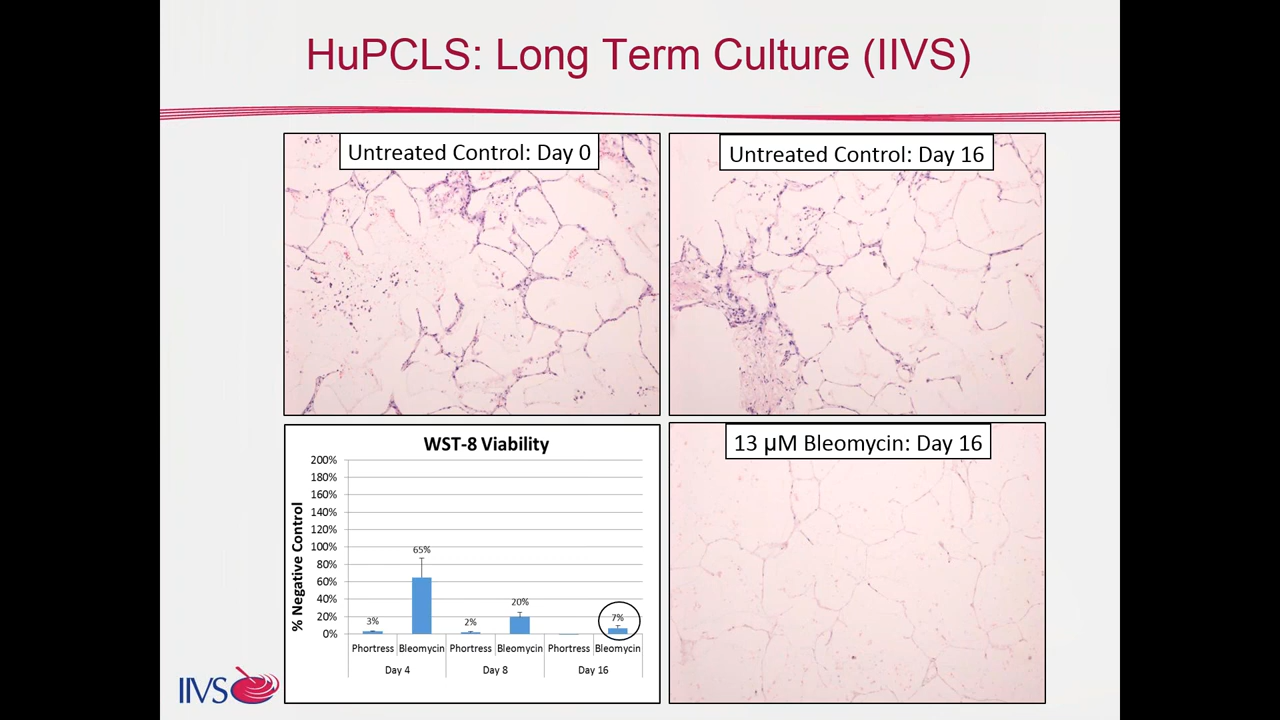 HuPCLS: Long Term Culture (IIVS)
Untreated Control: Day 0
Untreated Control: Day 16
WST-8 Viability
% Negative Control
200%
180%
160%
140%
120%
100%
80%
60%
40%
20%
0%
3%
65%
2%
20%
7%
Phortress Bleomycin Phortress Bleomycin Phortress Bleomycin
Day 4 Day 8 Day 16
13 µM Bleomycin: Day 16
IIVS